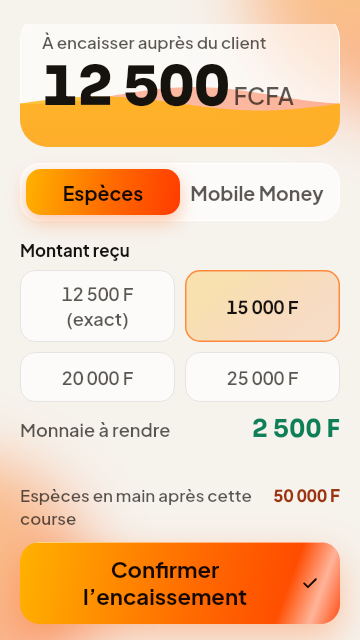 À encaisser auprès du client
12 500 FCFA
Espèces
Mobile Money
Montant reçu
12 500 F
(exact)
15 000 F
20 000 F
25 000 F
Monnaie à rendre
2 500 F
Espèces en main après cette
course
50 000 F
Confirmer
l’encaissement